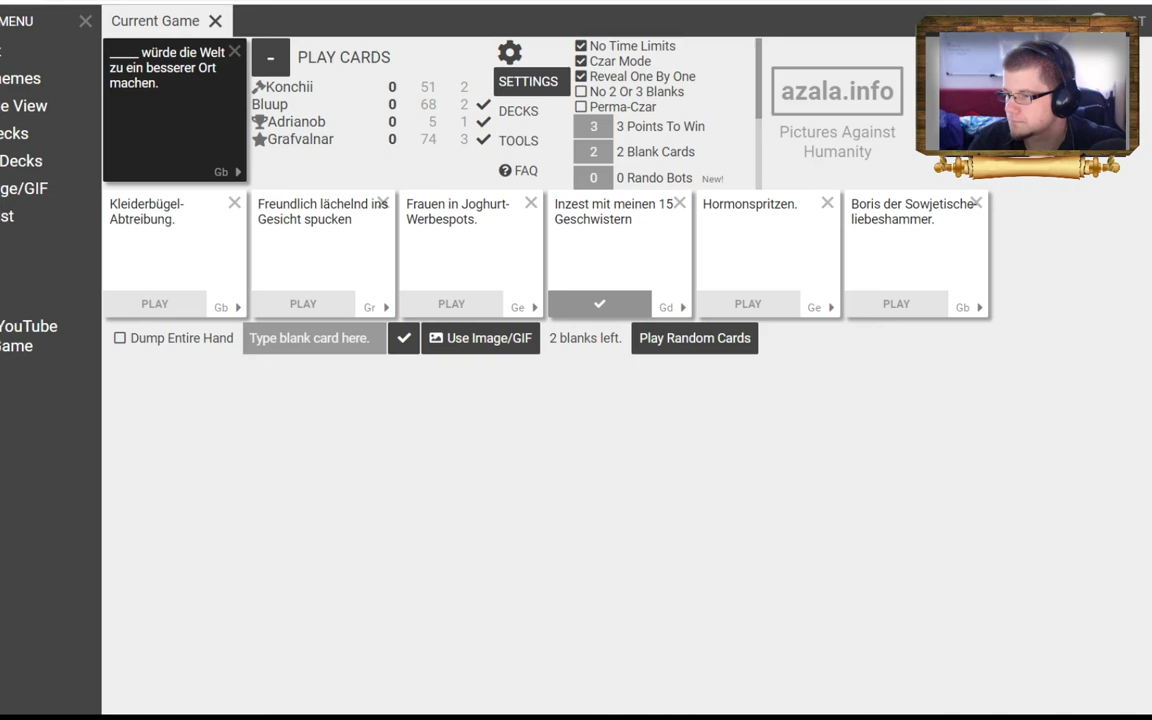 MENU
Current Game
T
emes
e View
ecks
Decks
ge/GIF
st
YouTube
Game
_____ würde die Welt
zu ein besserer Ort
machen.
Gb
-
PLAY CARDS
Konchii 0 51 2
Bluup 0 68 2
Adrianob 0 5 1
Grafvalnar 0 74 3
SETTINGS
DECKS
TOOLS
FAQ
No Time Limits
Czar Mode
Reveal One By One
No 2 Or 3 Blanks
Perma-Czar
3 3 Points To Win
2 2 Blank Cards
0 0 Rando Bots New!
azala.info
Pictures Against
Humanity
Kleiderbügel-
Abtreibung.
PLAY
Gb
Freundlich lächelnd ins
Gesicht spucken
PLAY
Gr
Frauen in Joghurt-
Werbespots.
PLAY
Ge
Inzest mit meinen 15
Geschwistern
Gd
Hormonspritzen.
PLAY
Ge
Boris der Sowjetische-
liebeshammer.
PLAY
Gb
Dump Entire Hand
Type blank card here.
Use Image/GIF
2 blanks left.
Play Random Cards